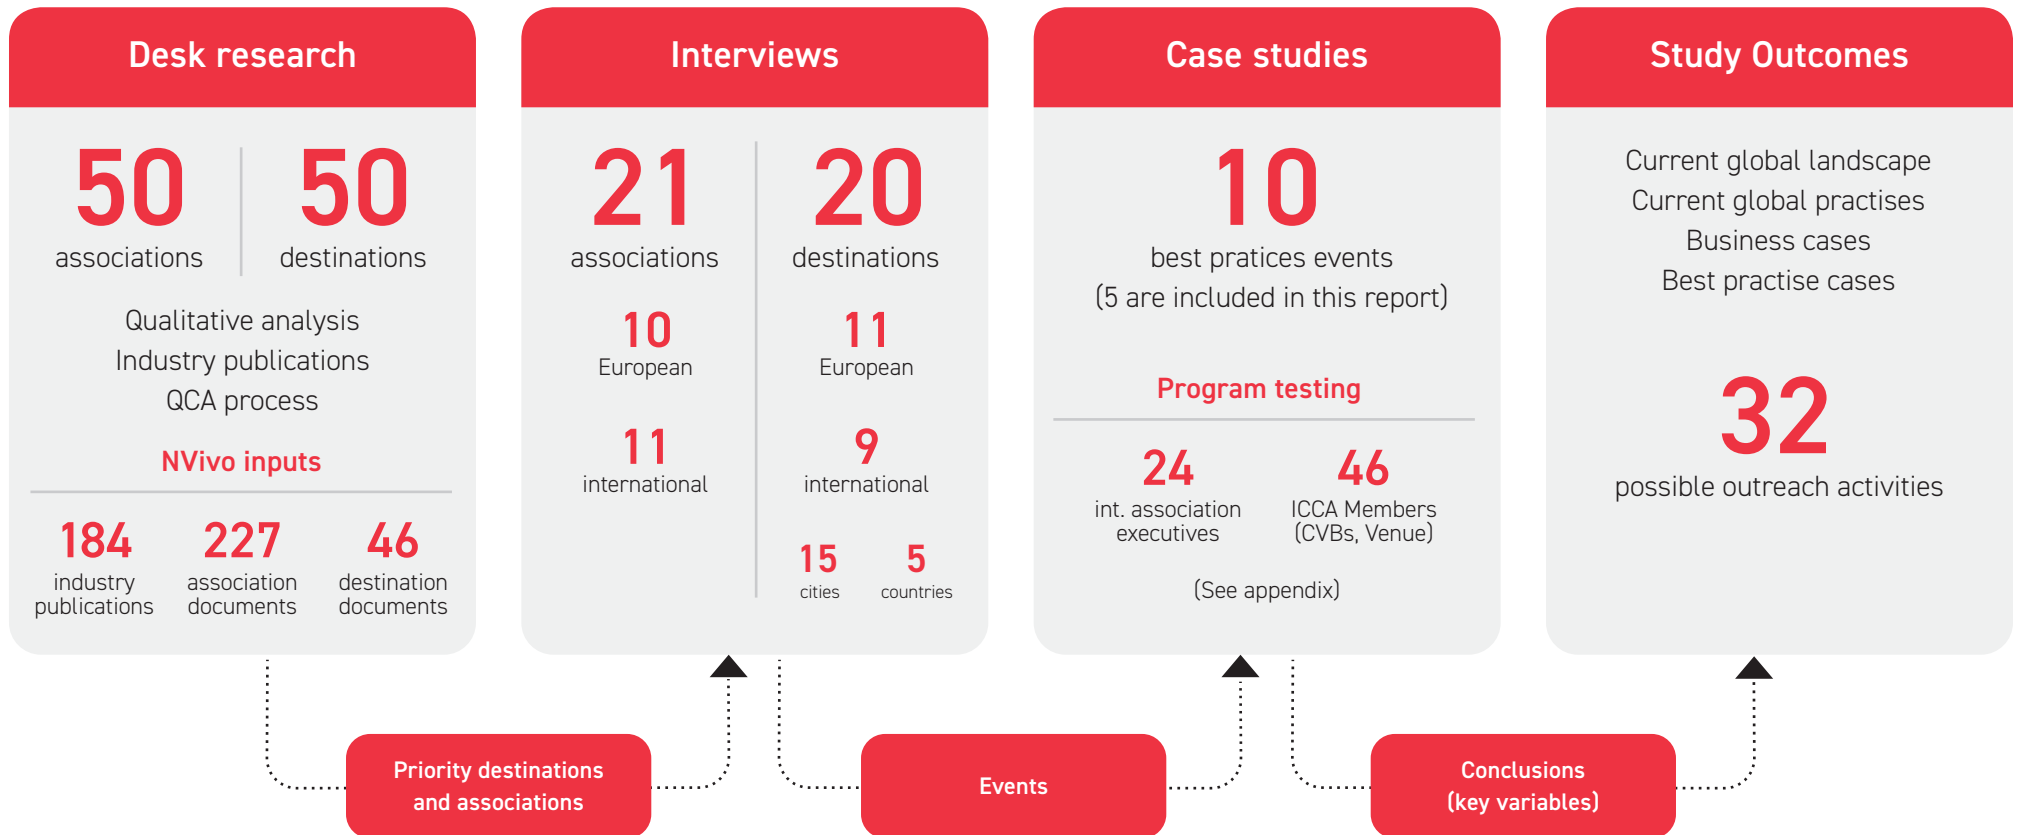 Desk research
50
associations
50
destinations
Qualitative analysis
Industry publications
QCA process
NVivo inputs
184
industry
publications
227
association
documents
46
destination
documents
Interviews
21
associations
10
European
11
international
20
destinations
11
European
9
international
15
cities
5
countries
Case studies
10
best pratices events
(5 are included in this report)
Program testing
24
int. association
executives
46
ICCA Members
(CVBs, Venue)
(See appendix)
Study Outcomes
Current global landscape
Current global practises
Business cases
Best practise cases
32
possible outreach activities
Priority destinations
and associations
Events
Conclusions
(key variables)